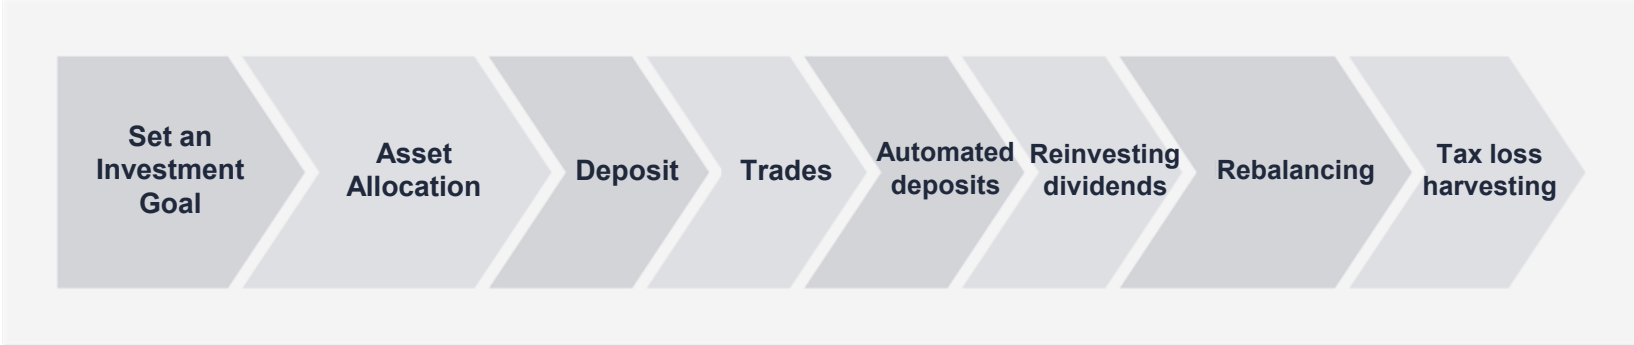 Set an
Investment
Goal
Asset
Allocation
Deposit
Trades
Automated
deposits
Reinvesting
dividends
Rebalancing
Tax loss
harvesting